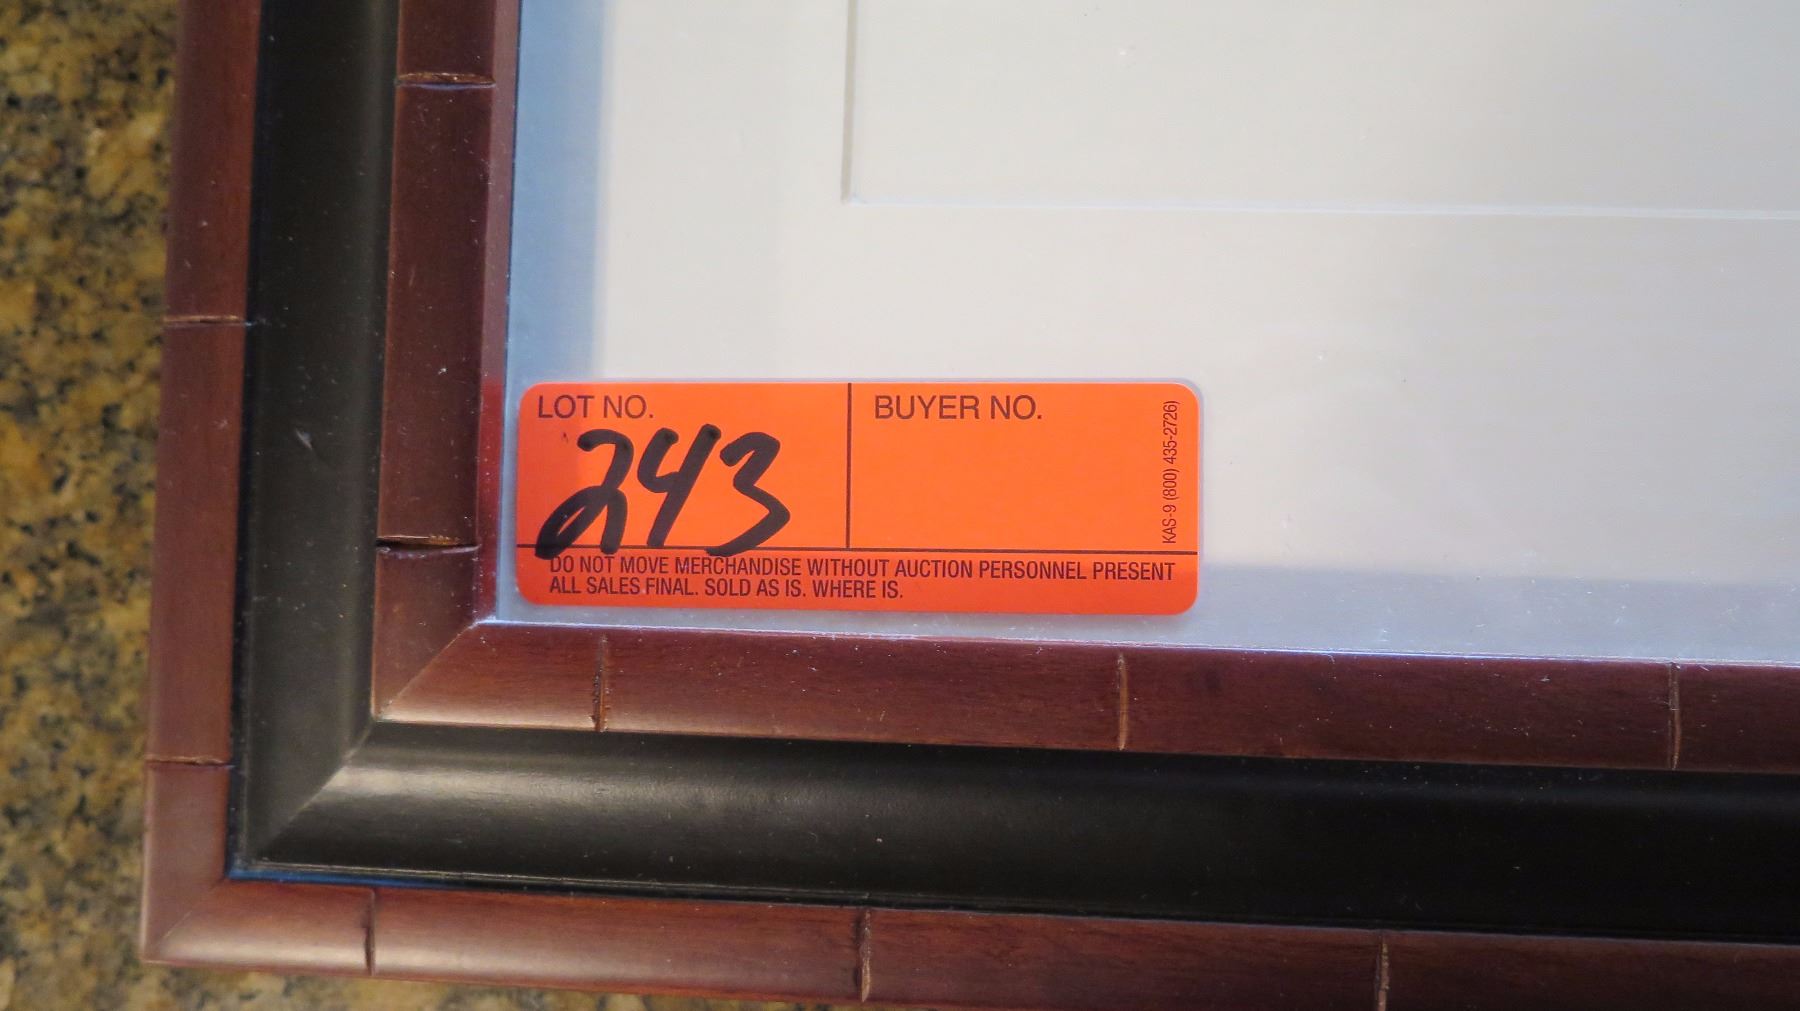 LOT NO.
243
BUYER NO.
KAS-9 (800) 435-2726)
DO NOT MOVE MERCHANDISE WITHOUT AUCTION PERSONNEL PRESENT
ALL SALES FINAL. SOLD AS IS. WHERE IS.